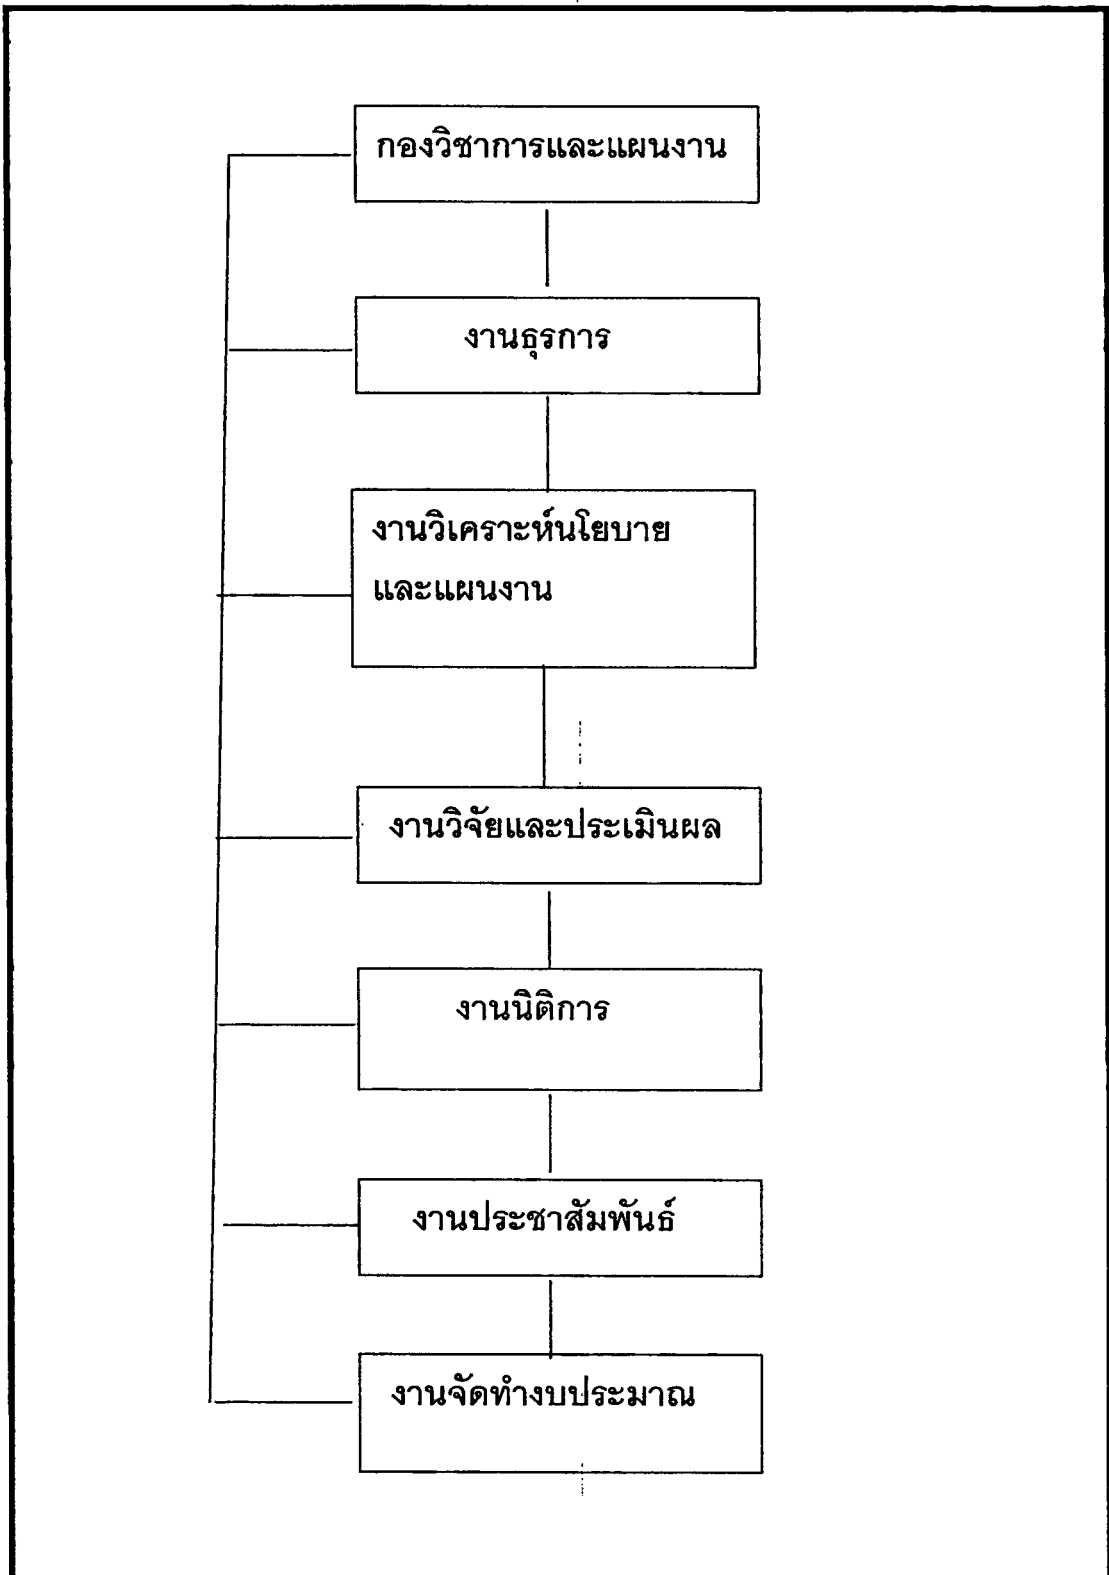 กองวิชาการและแผนงาน
งานธุรการ
งานวิเคราะห์นโยบาย
และแผนงาน
งานวิจัยและประเมินผล
งานนิติการ
งานประชาสัมพันธ์
งานจัดทำงบประมาณ